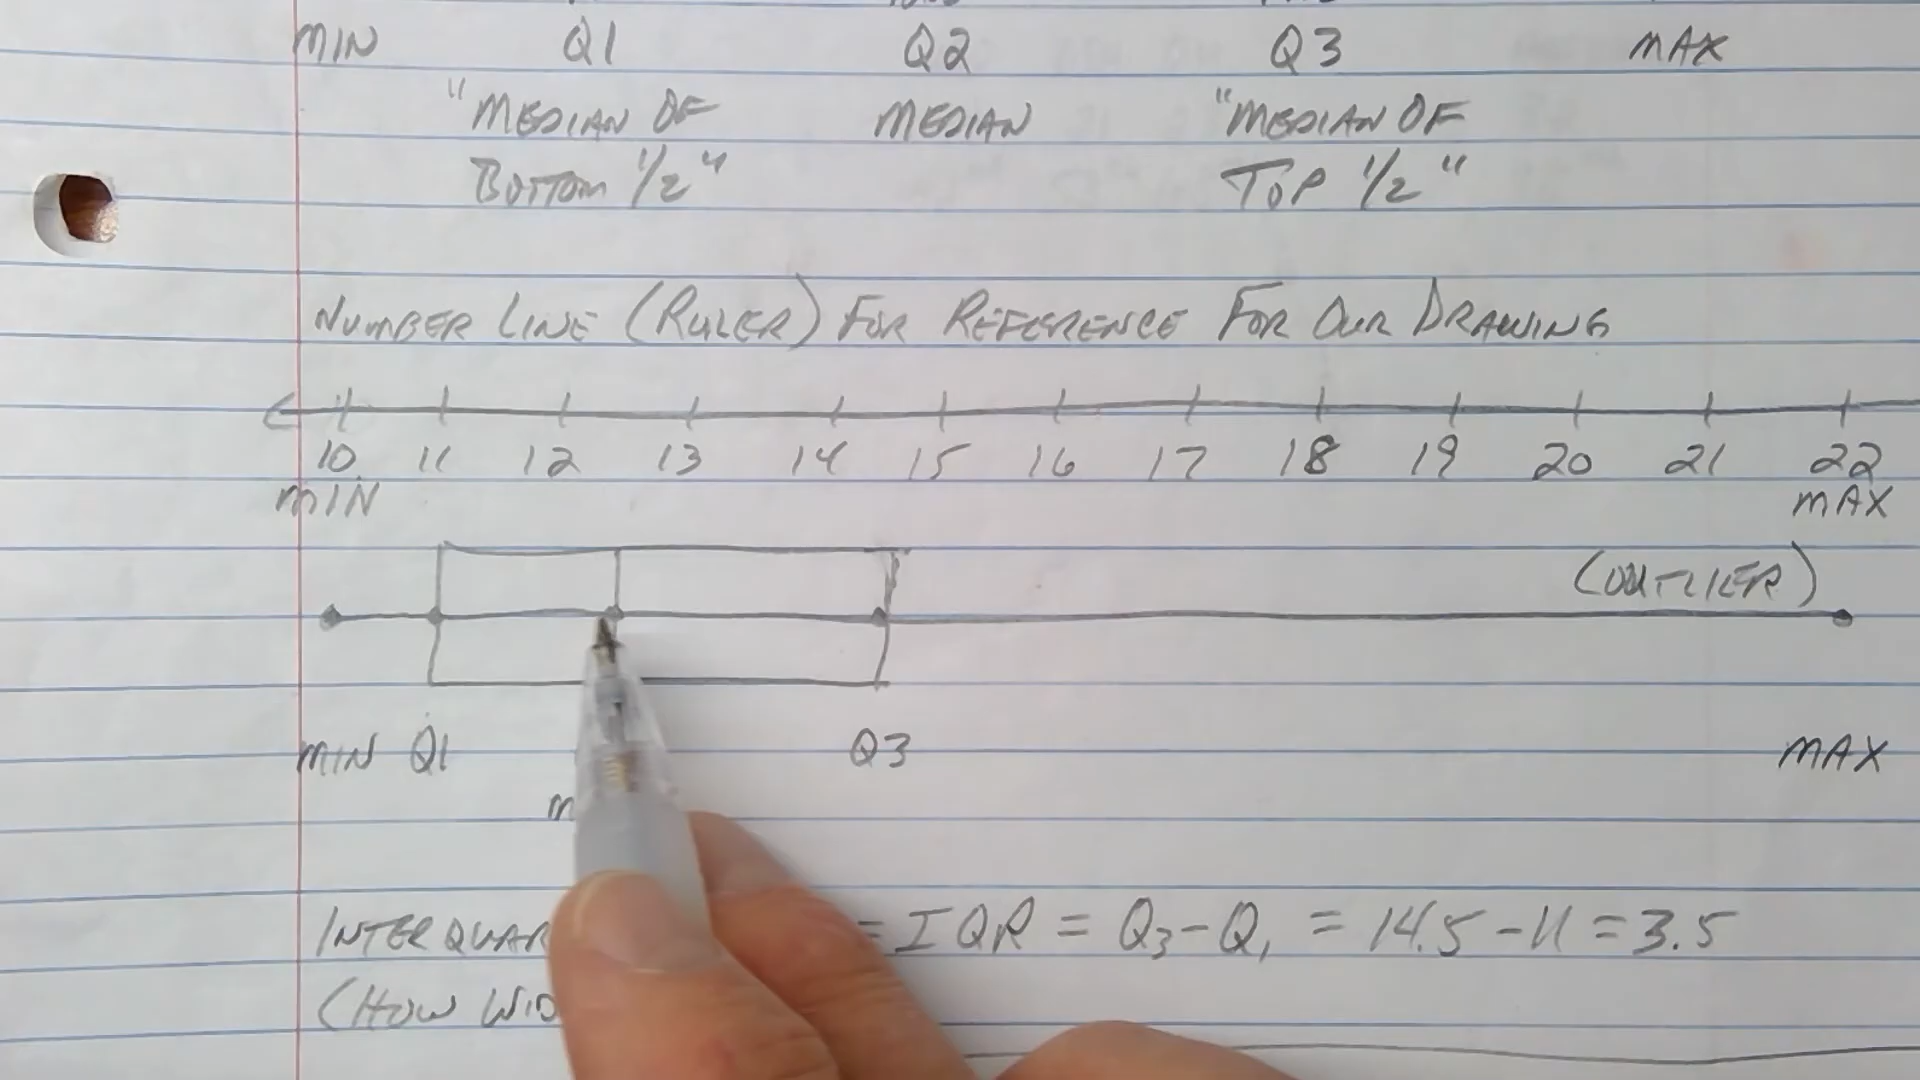 MIN Q1 Q2 Q3 MAX
"MEDIAN OF MEDIAN "MEDIAN OF
BOTTOM 1/2" TOP 1/2"
NUMBER LINE (RULER) FOR REFERENCE FOR OUR DRAWING
10 11 12 13 14 15 16 17 18 19 20 21 22
MIN MAX
(OUTLIER)
MIN Q1 Q3 MAX
= IQR = Q3-Q1 = 14.5-11=3.5
(HOW